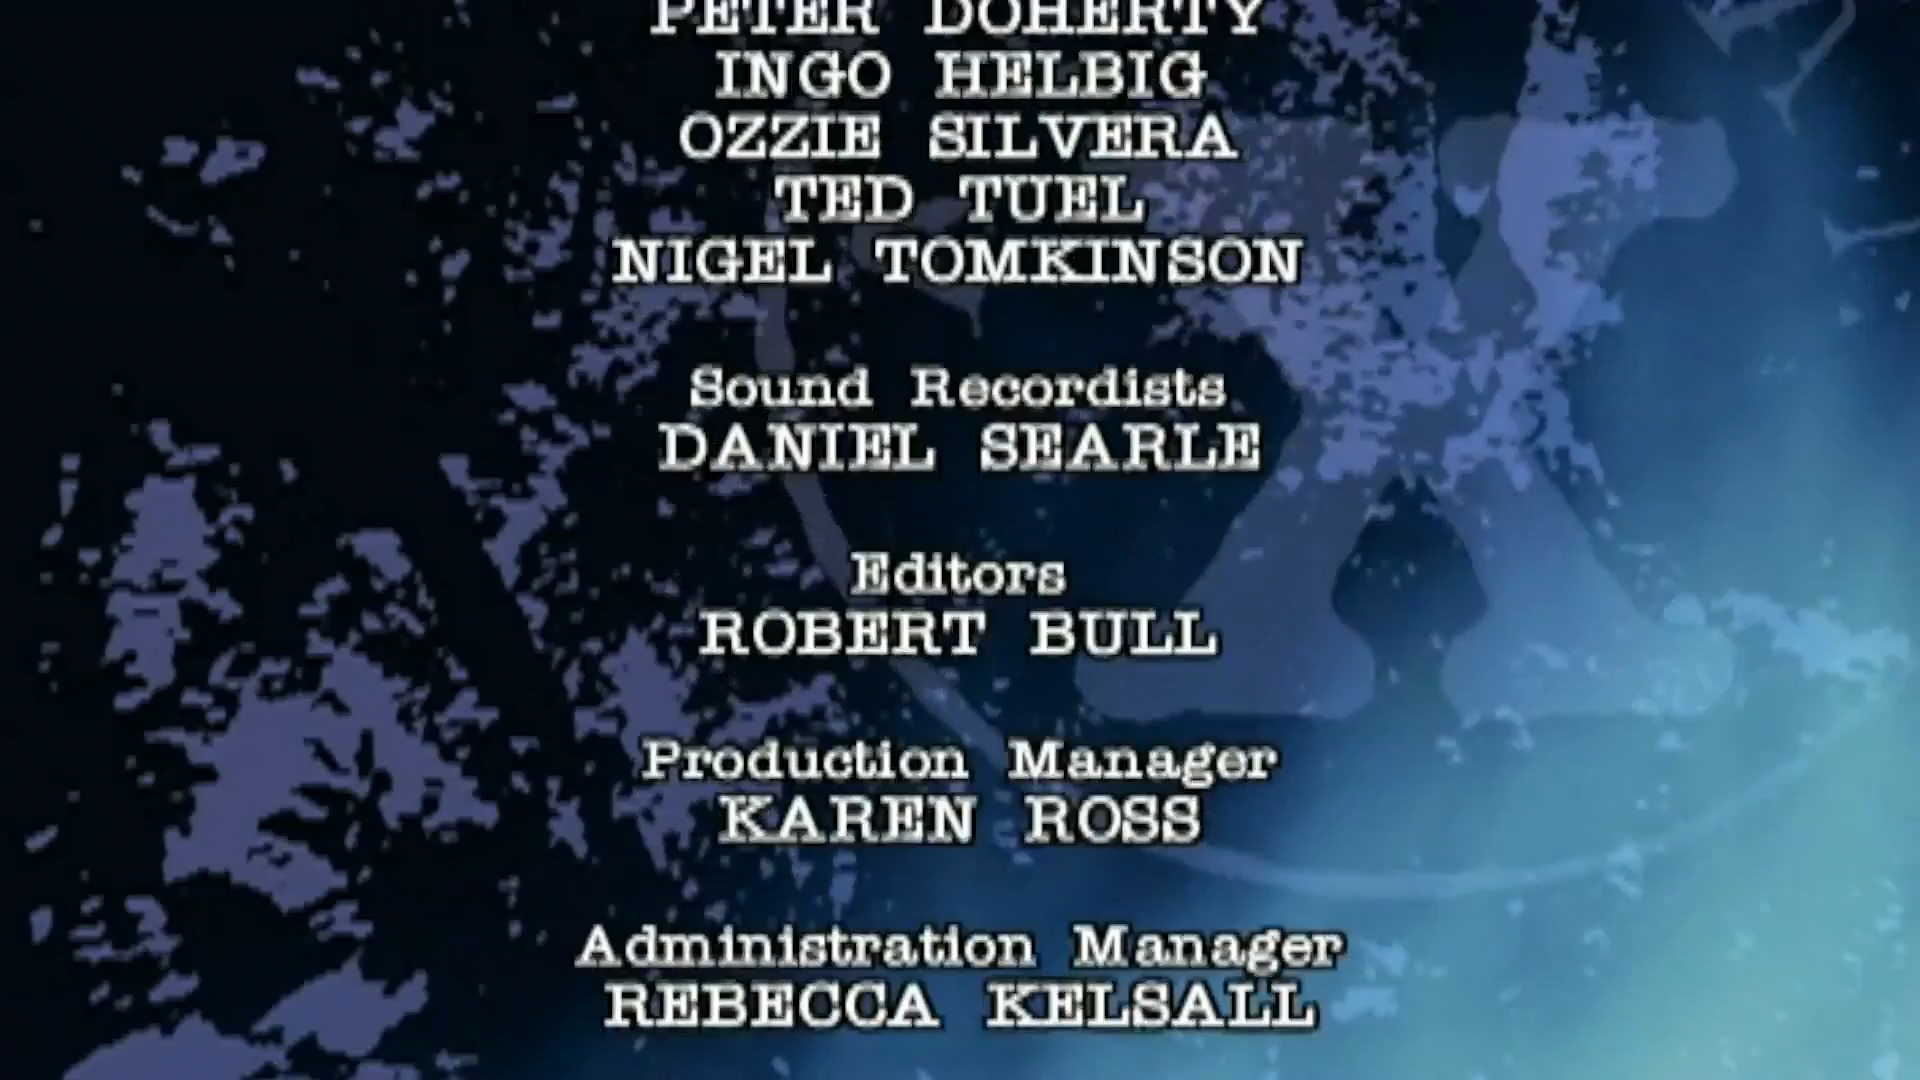 PETER DOHERTY
INGO HELBIG
OZZIE SILVERA
TED TUEL
NIGEL TOMKINSON
Sound Recordists
DANIEL SEARLE
Editors
ROBERT BULL
Production Manager
KAREN ROSS
Administration Manager
REBECCA KELSALL